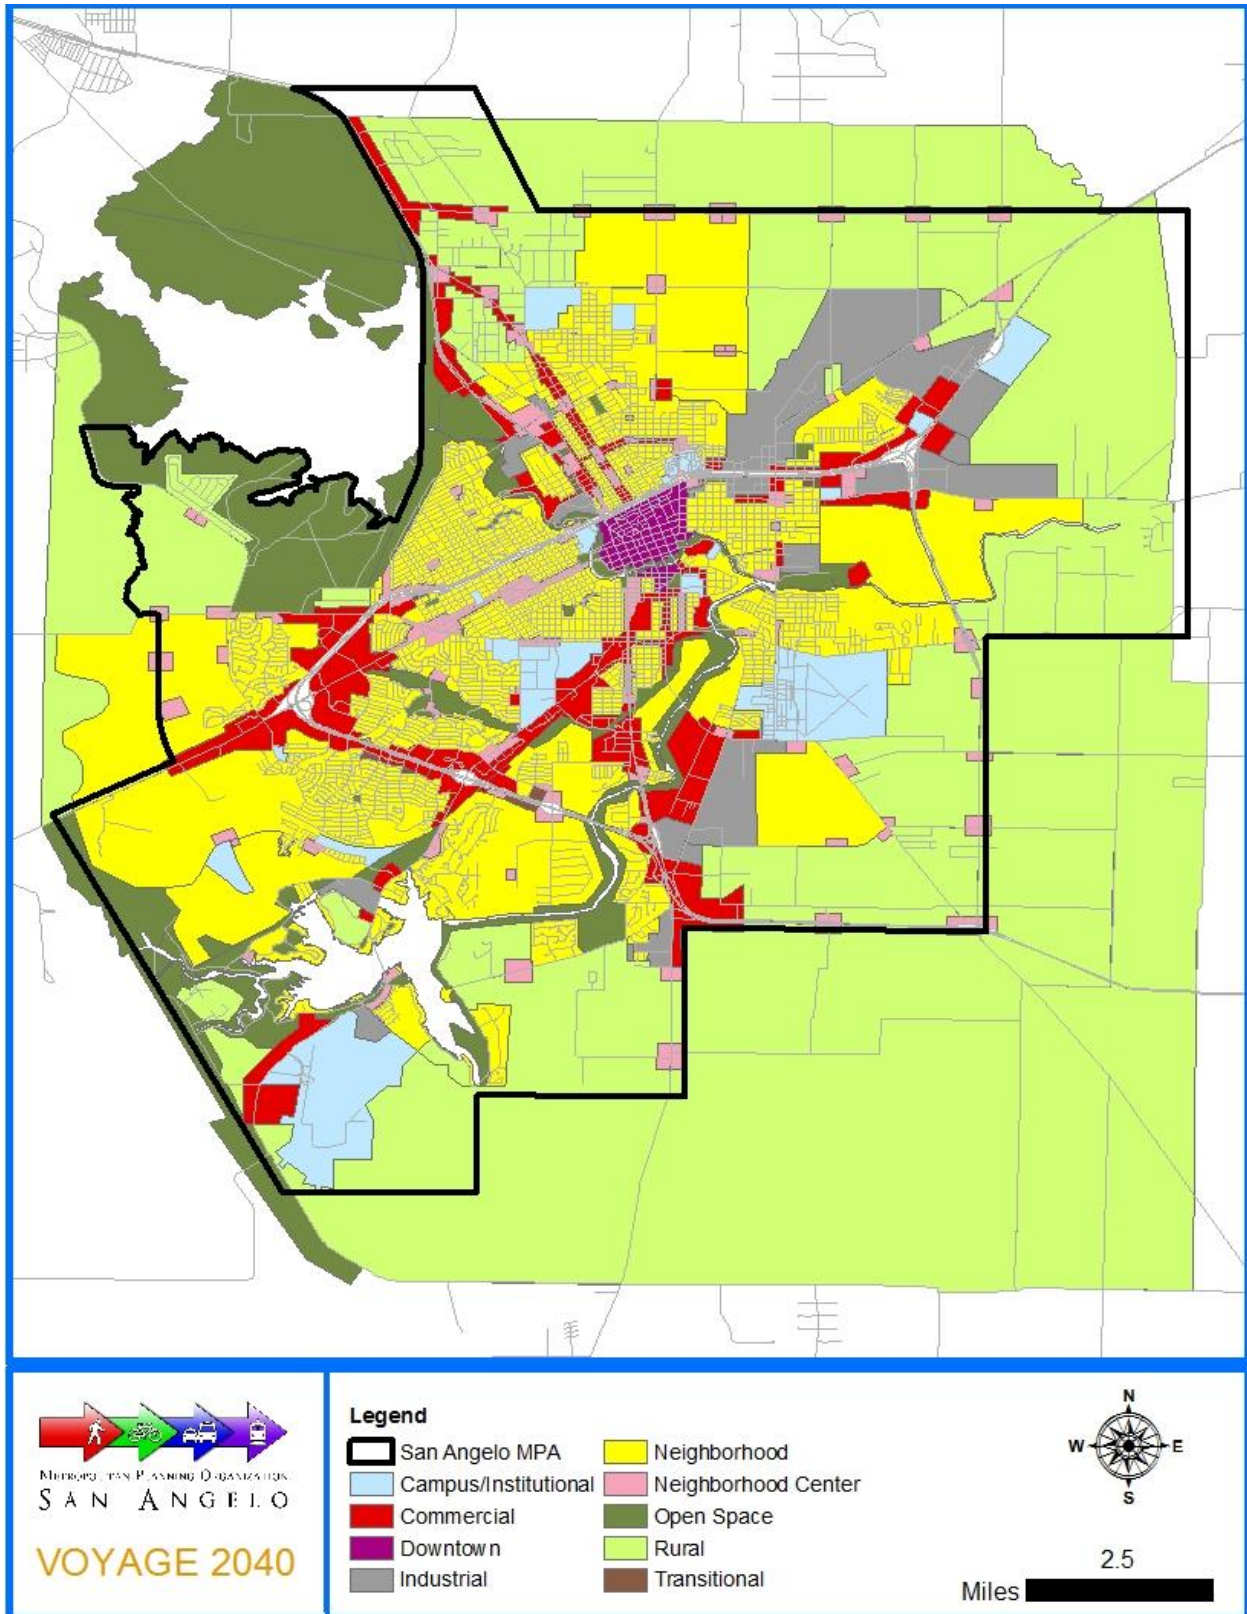 METROPOLITAN PLANNING ORGANIZATION
SAN ANGELO
VOYAGE 2040
Legend
San Angelo MPA
Campus/Institutional
Commercial
Downtown
Industrial
Neighborhood
Neighborhood Center
Open Space
Rural
Transitional
N
W E
S
2.5
Miles